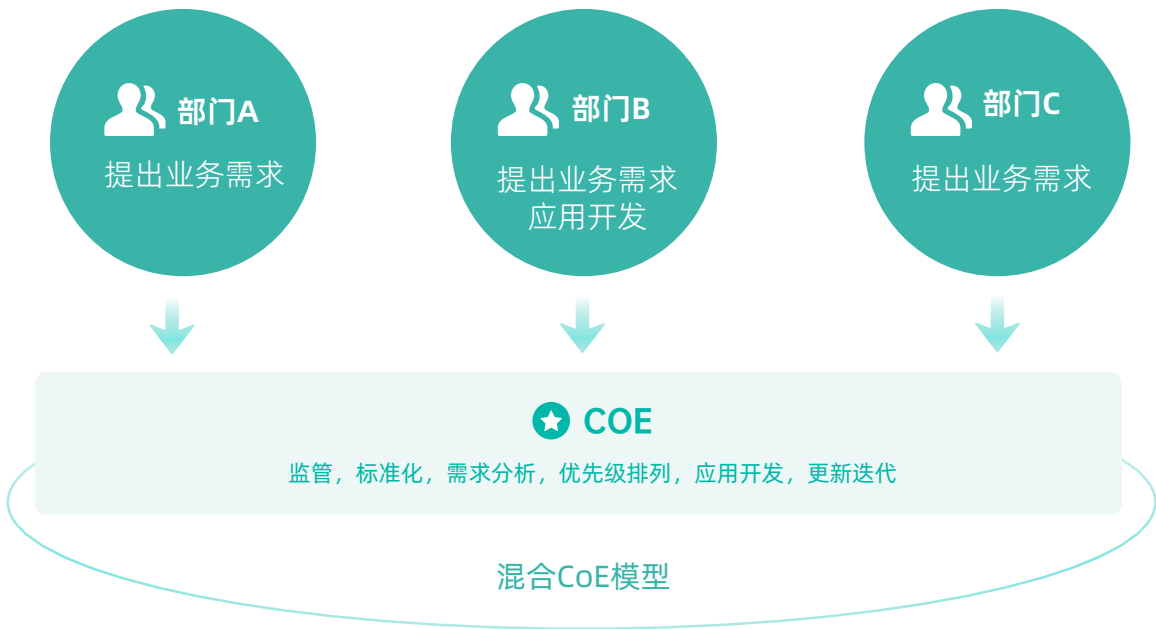 部门A
提出业务需求
部门B
提出业务需求
应用开发
部门C
提出业务需求
COE
监管，标准化，需求分析，优先级排列，应用开发，更新迭代
混合CoE模型